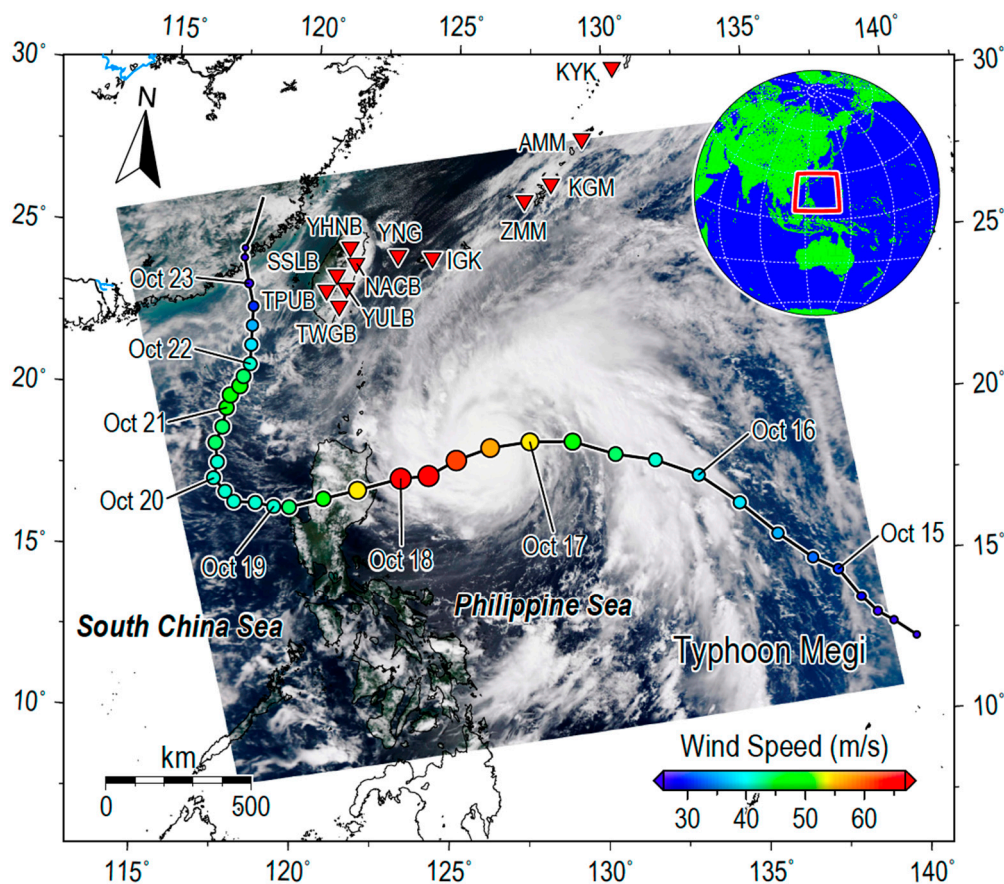 115° 120° 125° 130° 135° 140°
30° 30°
KYK
N
AMM
KGM
25° 25°
ZMM
YHNB YNG
SSLB IGK
Oct 23 NACB
TPUB YULB
TWGB
Oct 22
20° 20°
Oct 21
Oct 16
Oct 20
Oct 15
15° 15°
Oct 19 Oct 18 Oct 17
South China Sea Philippine Sea
Typhoon Megi
10° 10°
km
0 500
Wind Speed (m/s)
30 40 50 60
115° 120° 125° 130° 135° 140°